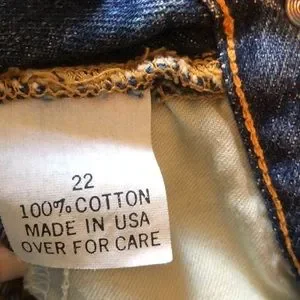 22
100% COTTON
MADE IN USA
OVER FOR CARE